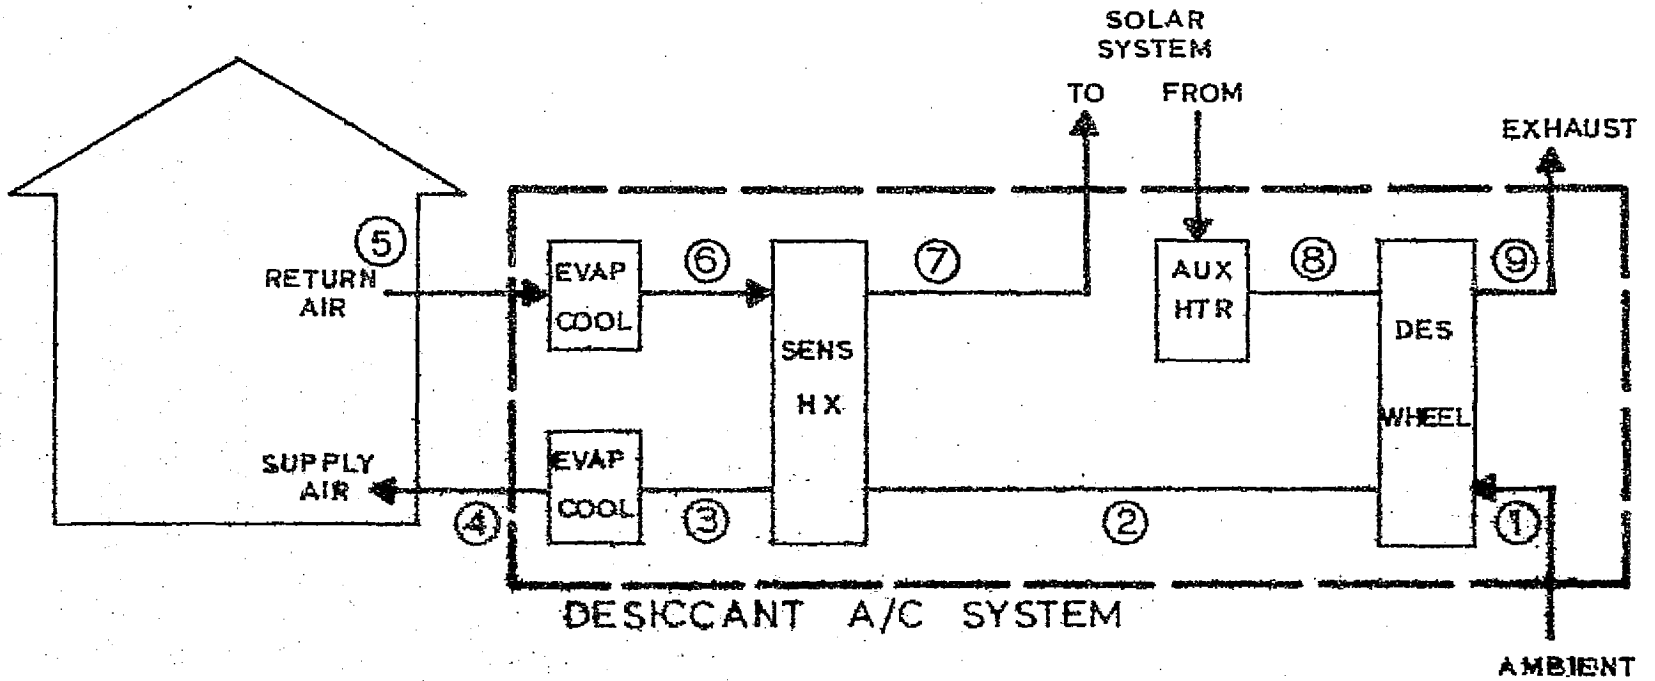 SOLAR
SYSTEM
TO FROM
EXHAUST
5
RETURN
AIR
EVAP
COOL
6
SENS
HX
7
AUX
HTR
8
DES
WHEEL
9
SUPPLY
AIR
4
EVAP
COOL
3
2
1
DESICCANT A/C SYSTEM
AMBIENT